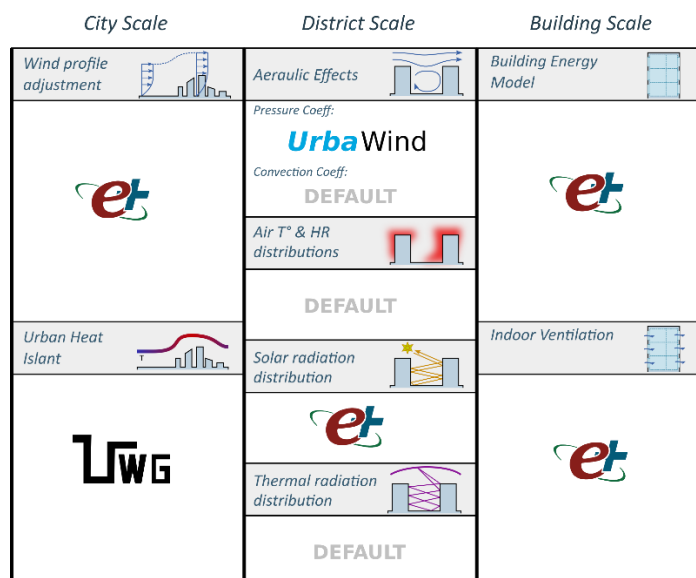 City Scale
Wind profile
adjustment
e+
Urban Heat
Islant
T
UWG
District Scale
Aeraulic Effects
Pressure Coeff:
UrbaWind
Convection Coeff:
DEFAULT
Air T° & HR
distributions
DEFAULT
Solar radiation
distribution
e+
Thermal radiation
distribution
DEFAULT
Building Scale
Building Energy
Model
e+
Indoor Ventilation
e+